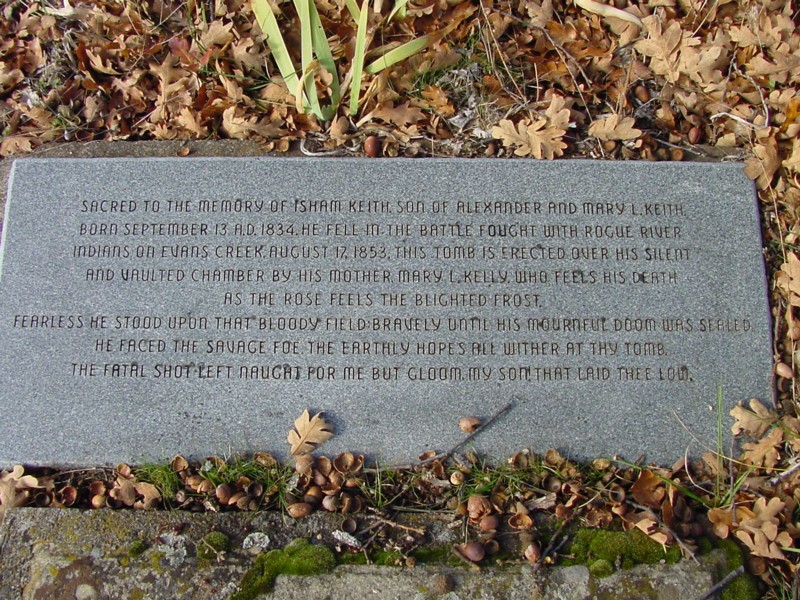 SACRED TO THE MEMORY OF ISHAM KEITH, SON OF ALEXANDER AND MARY L. KEITH,
BORN SEPTEMBER 13 A.D. 1834. HE FELL IN THE BATTLE FOUGHT WITH ROGUE RIVER
INDIANS ON EVANS CREEK, AUGUST 17, 1853, THIS TOMB IS ERECTED OVER HIS SILENT
AND VAULTED CHAMBER BY HIS MOTHER, MARY L. KELLY, WHO FEELS HIS DEATH
AS THE ROSE FEELS THE BLIGHTED FROST.
FEARLESS HE STOOD UPON THAT BLOODY FIELD: BRAVELY UNTIL HIS MOURNFUL DOOM WAS SEALED
HE FACED THE SAVAGE FOE. THE EARTHLY HOPES ALL WITHER AT THY TOMB.
THE FATAL SHOT LEFT NAUGHT FOR ME BUT GLOOM, MY SON! THAT LAID THEE LOW.